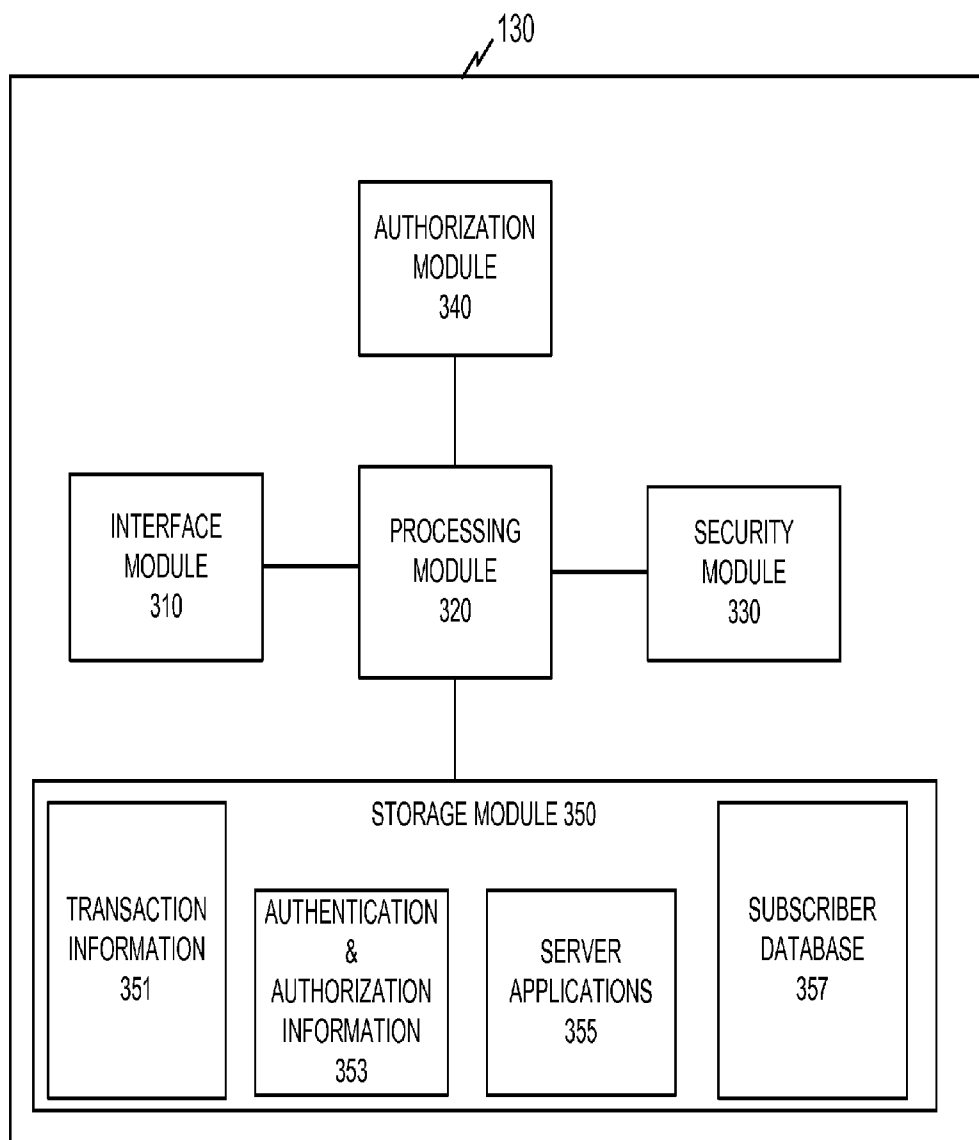 130
AUTHORIZATION
MODULE
340
INTERFACE
MODULE
310
PROCESSING
MODULE
320
SECURITY
MODULE
330
STORAGE MODULE 350
TRANSACTION
INFORMATION
351
AUTHENTICATION
&
AUTHORIZATION
INFORMATION
353
SERVER
APPLICATIONS
355
SUBSCRIBER
DATABASE
357